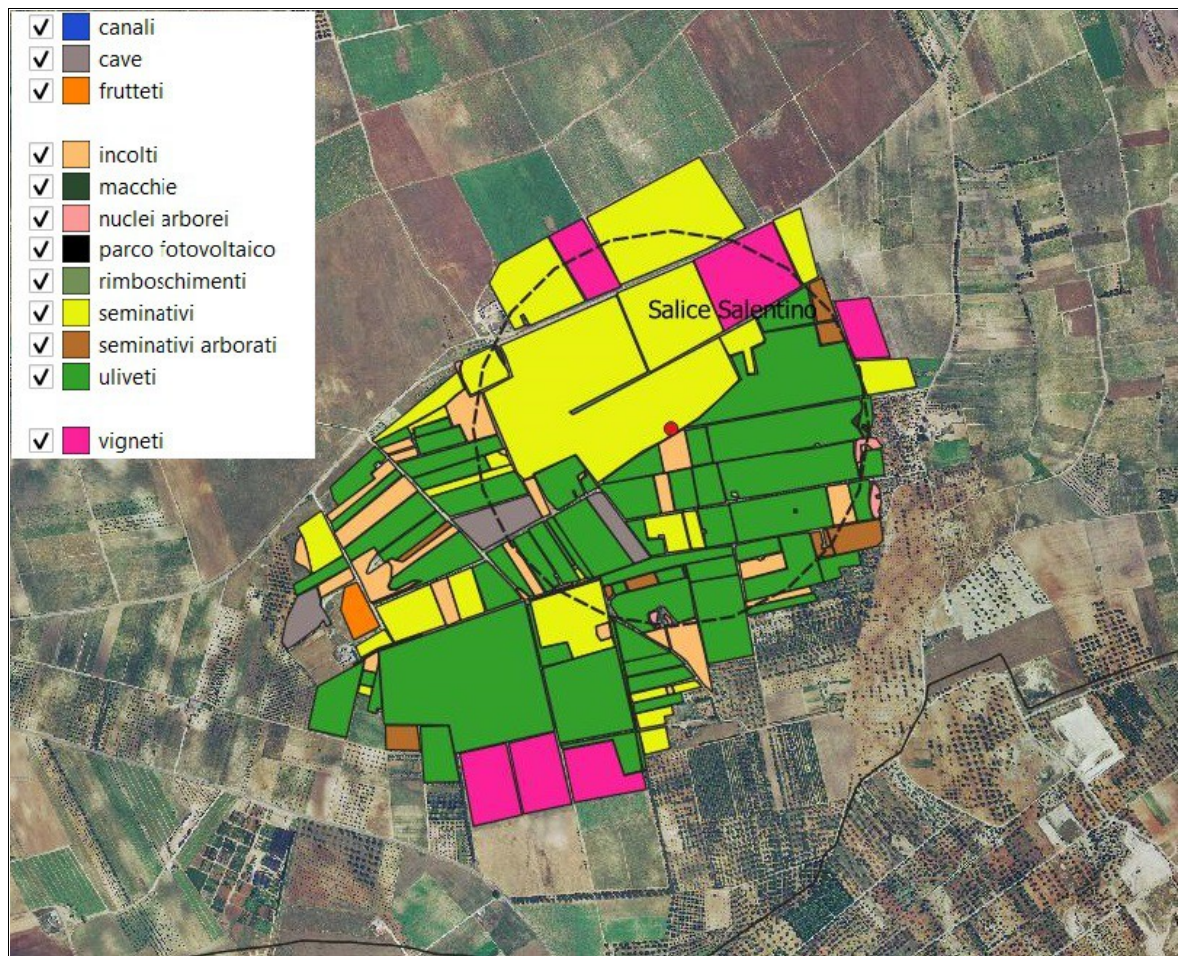 canali
cave
frutteti
incolti
macchie
nuclei arborei
parco fotovoltaico
rimboschimenti
seminativi
seminativi arborati
uliveti
vigneti
Salice Salentino